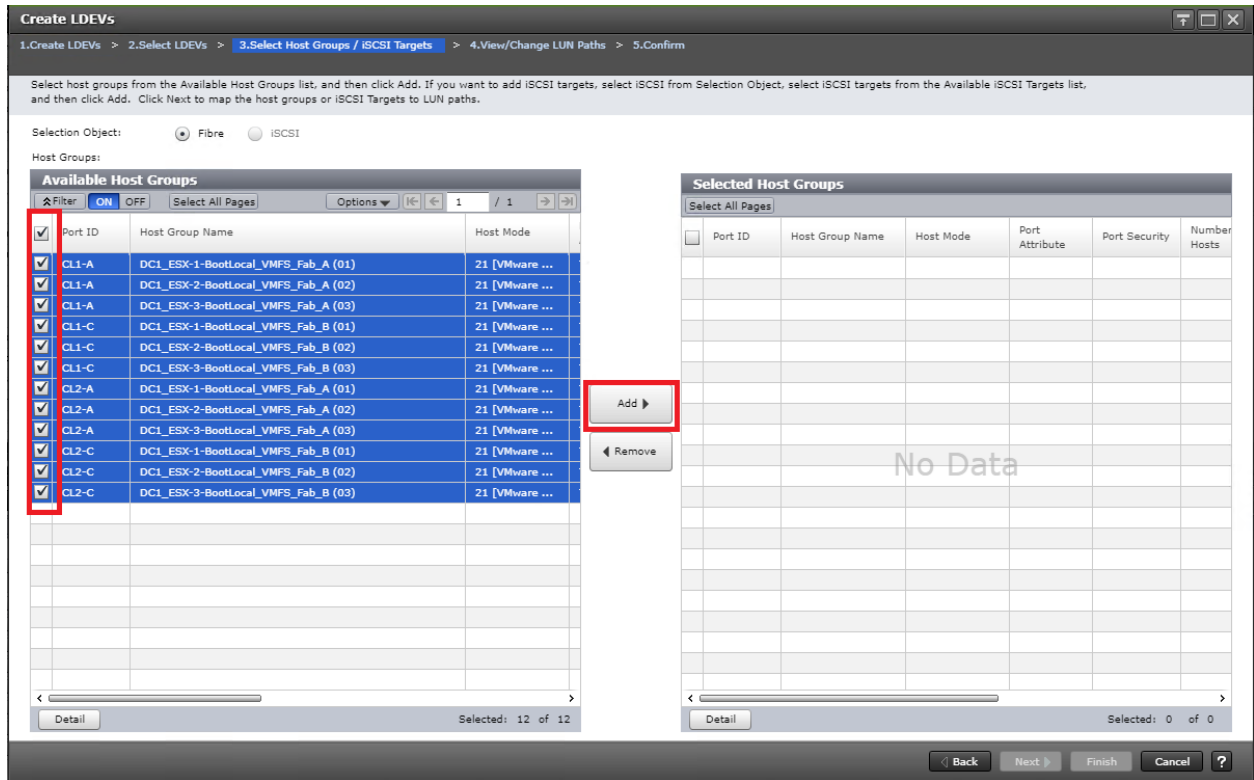 Create LDEVs
1.Create LDEVs > 2.Select LDEVs > 3.Select Host Groups / iSCSI Targets > 4.View/Change LUN Paths > 5.Confirm
Select host groups from the Available Host Groups list, and then click Add. If you want to add iSCSI targets, select iSCSI from Selection Object, select iSCSI targets from the Available iSCSI Targets list,
and then click Add. Click Next to map the host groups or iSCSI Targets to LUN paths.
Selection Object: Fibre iSCSI
Host Groups:
Available Host Groups
Filter ON OFF Select All Pages Options 1 / 1
Port ID Host Group Name Host Mode
CL1-A DC1_ESX-1-BootLocal_VMFS_Fab_A (01) 21 [VMware ...
CL1-A DC1_ESX-2-BootLocal_VMFS_Fab_A (02) 21 [VMware ...
CL1-A DC1_ESX-3-BootLocal_VMFS_Fab_A (03) 21 [VMware ...
CL1-C DC1_ESX-1-BootLocal_VMFS_Fab_B (01) 21 [VMware ...
CL1-C DC1_ESX-2-BootLocal_VMFS_Fab_B (02) 21 [VMware ...
CL1-C DC1_ESX-3-BootLocal_VMFS_Fab_B (03) 21 [VMware ...
CL2-A DC1_ESX-1-BootLocal_VMFS_Fab_A (01) 21 [VMware ...
CL2-A DC1_ESX-2-BootLocal_VMFS_Fab_A (02) 21 [VMware ...
CL2-A DC1_ESX-3-BootLocal_VMFS_Fab_A (03) 21 [VMware ...
CL2-C DC1_ESX-1-BootLocal_VMFS_Fab_B (01) 21 [VMware ...
CL2-C DC1_ESX-2-BootLocal_VMFS_Fab_B (02) 21 [VMware ...
CL2-C DC1_ESX-3-BootLocal_VMFS_Fab_B (03) 21 [VMware ...
Detail Selected: 12 of 12
Add
Remove
Selected Host Groups
Select All Pages
Port ID Host Group Name Host Mode Port Attribute Port Security Number Hosts
No Data
Detail Selected: 0 of 0
Back Next Finish Cancel ?